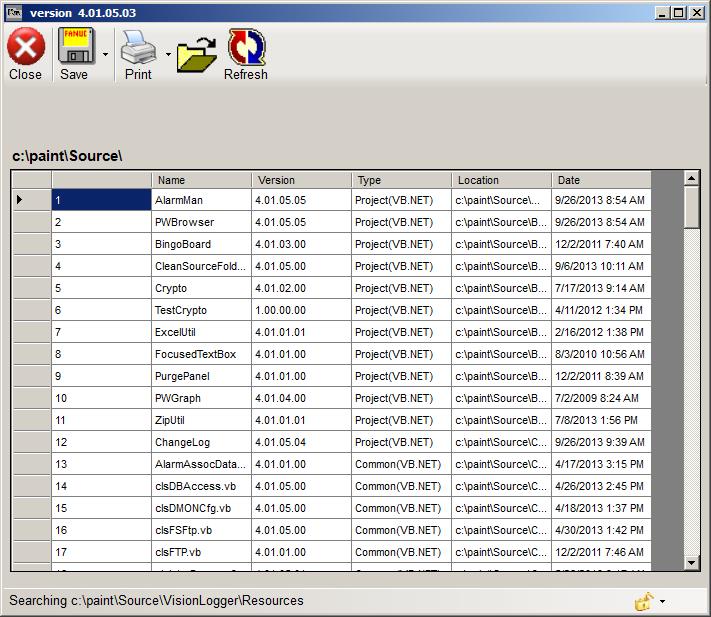 version 4.01.05.03
FANUC
Close Save Print Refresh
c:\paint\Source\
Name Version Type Location Date
1 AlarmMan 4.01.05.05 Project(VB.NET) c:\paint\Source\... 9/26/2013 8:54 AM
2 PWBrowser 4.01.05.05 Project(VB.NET) c:\paint\Source\B... 9/26/2013 8:54 AM
3 BingoBoard 4.01.03.00 Project(VB.NET) c:\paint\Source\B... 12/2/2011 7:40 AM
4 CleanSourceFold... 4.01.05.00 Project(VB.NET) c:\paint\Source\B... 9/6/2013 10:11 AM
5 Crypto 4.01.02.00 Project(VB.NET) c:\paint\Source\B... 7/17/2013 9:14 AM
6 TestCrypto 1.00.00.00 Project(VB.NET) c:\paint\Source\B... 4/11/2012 1:34 PM
7 ExcelUtil 4.01.01.01 Project(VB.NET) c:\paint\Source\B... 2/16/2012 1:38 PM
8 FocusedTextBox 4.01.01.00 Project(VB.NET) c:\paint\Source\B... 8/3/2010 10:56 AM
9 PurgePanel 4.01.01.00 Project(VB.NET) c:\paint\Source\B... 12/2/2011 8:39 AM
10 PWGraph 4.01.04.00 Project(VB.NET) c:\paint\Source\B... 7/2/2009 8:24 AM
11 ZipUtil 4.01.01.01 Project(VB.NET) c:\paint\Source\B... 7/8/2013 1:56 PM
12 ChangeLog 4.01.05.04 Project(VB.NET) c:\paint\Source\C... 9/26/2013 9:39 AM
13 AlarmAssocData... 4.01.01.00 Common(VB.NET) c:\paint\Source\C... 4/17/2013 3:15 PM
14 clsDBAccess.vb 4.01.05.00 Common(VB.NET) c:\paint\Source\C... 4/26/2013 2:45 PM
15 clsDMONCfg.vb 4.01.05.00 Common(VB.NET) c:\paint\Source\C... 4/18/2013 1:37 PM
16 clsFSFtp.vb 4.01.05.00 Common(VB.NET) c:\paint\Source\C... 4/30/2013 1:42 PM
17 clsFTP.vb 4.01.01.00 Common(VB.NET) c:\paint\Source\C... 12/2/2011 7:46 AM
Searching c:\paint\Source\VisionLogger\Resources